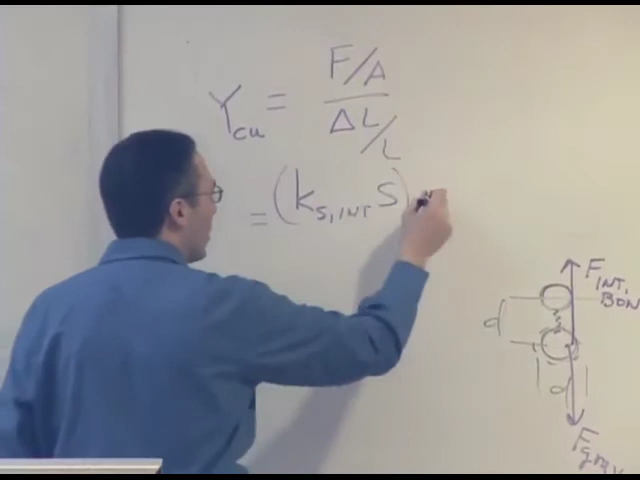 Y_cu ≡ F/A
ΔL/L
= (k_s,INT S)
F_INT. BON
d
d
F_grav